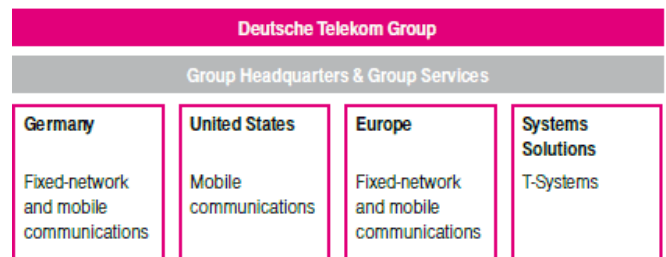 Deutsche Telekom Group
Group Headquarters & Group Services
Germany
Fixed-network
and mobile
communications
United States
Mobile
communications
Europe
Fixed-network
and mobile
communications
Systems
Solutions
T-Systems